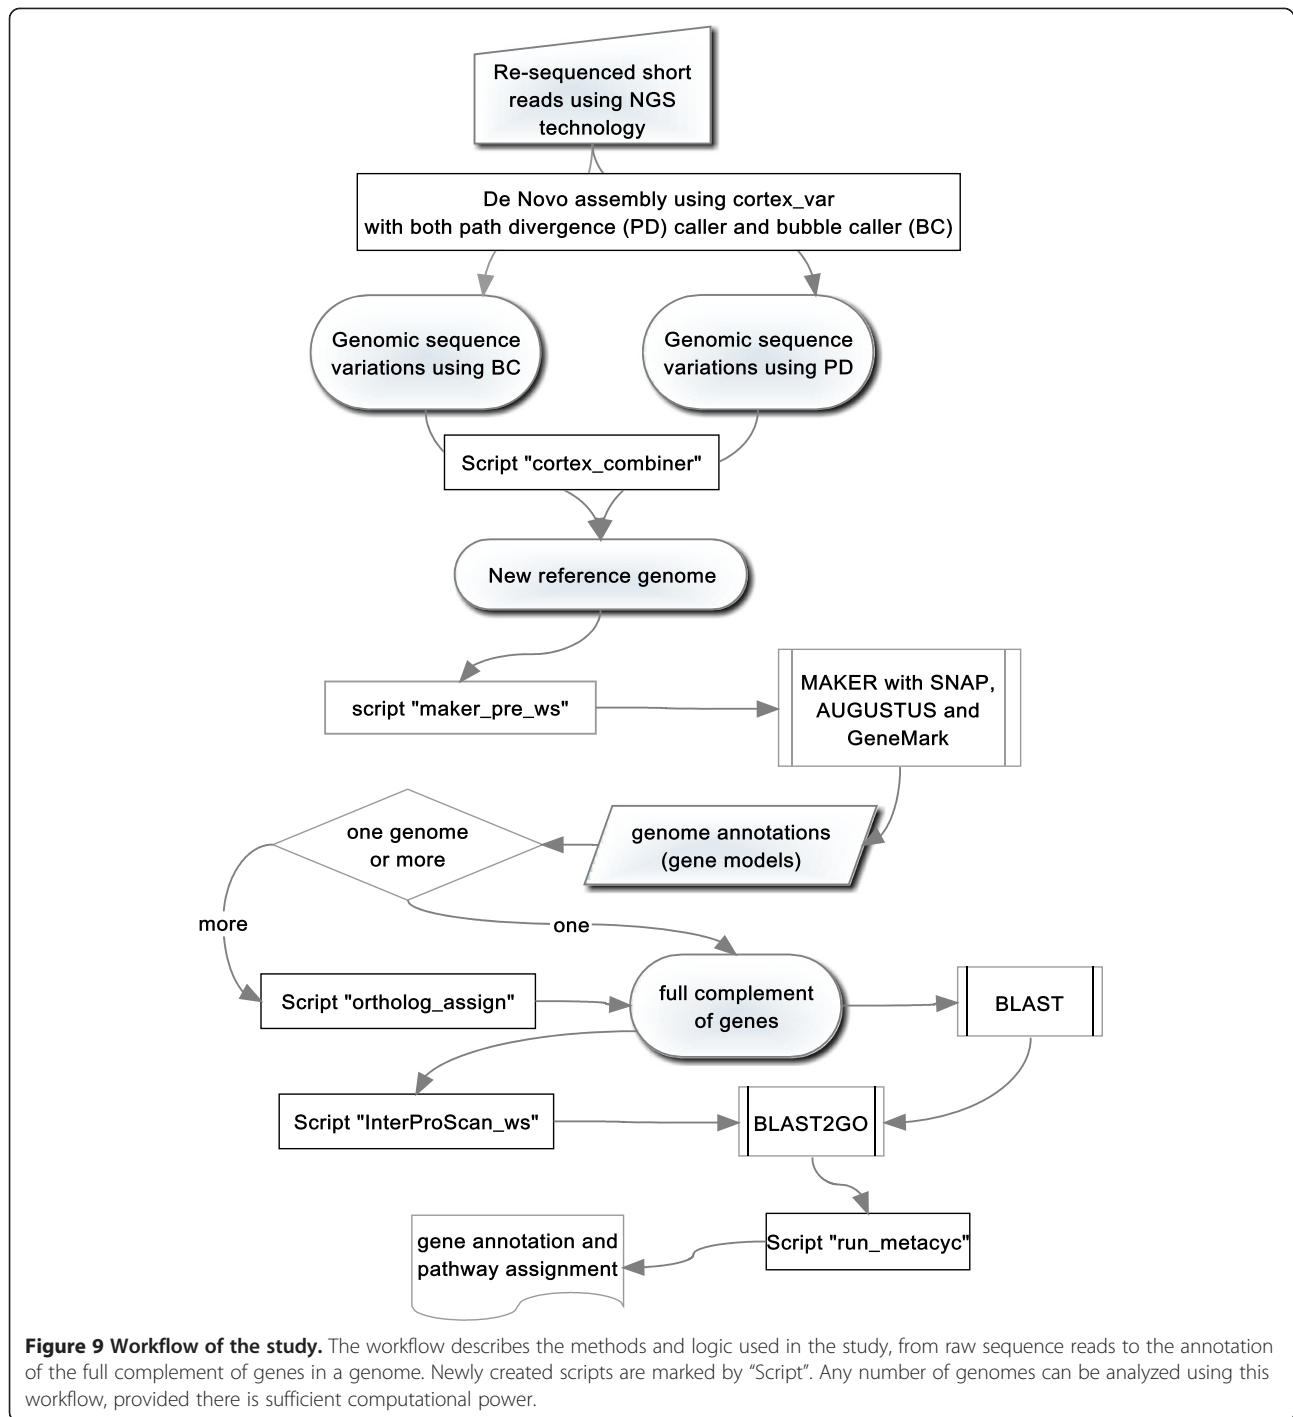 Re-sequenced short
reads using NGS
technology
De Novo assembly using cortex_var
with both path divergence (PD) caller and bubble caller (BC)
Genomic sequence
variations using BC
Genomic sequence
variations using PD
Script "cortex_combiner"
New reference genome
script "maker_pre_ws"
MAKER with SNAP,
AUGUSTUS and
GeneMark
one genome
or more
genome annotations
(gene models)
more
one
Script "ortholog_assign"
full complement
of genes
BLAST
Script "InterProScan_ws"
BLAST2GO
Script "run_metacyc"
gene annotation and
pathway assignment
Figure 9 Workflow of the study. The workflow describes the methods and logic used in the study, from raw sequence reads to the annotation
of the full complement of genes in a genome. Newly created scripts are marked by “Script”. Any number of genomes can be analyzed using this
workflow, provided there is sufficient computational power.